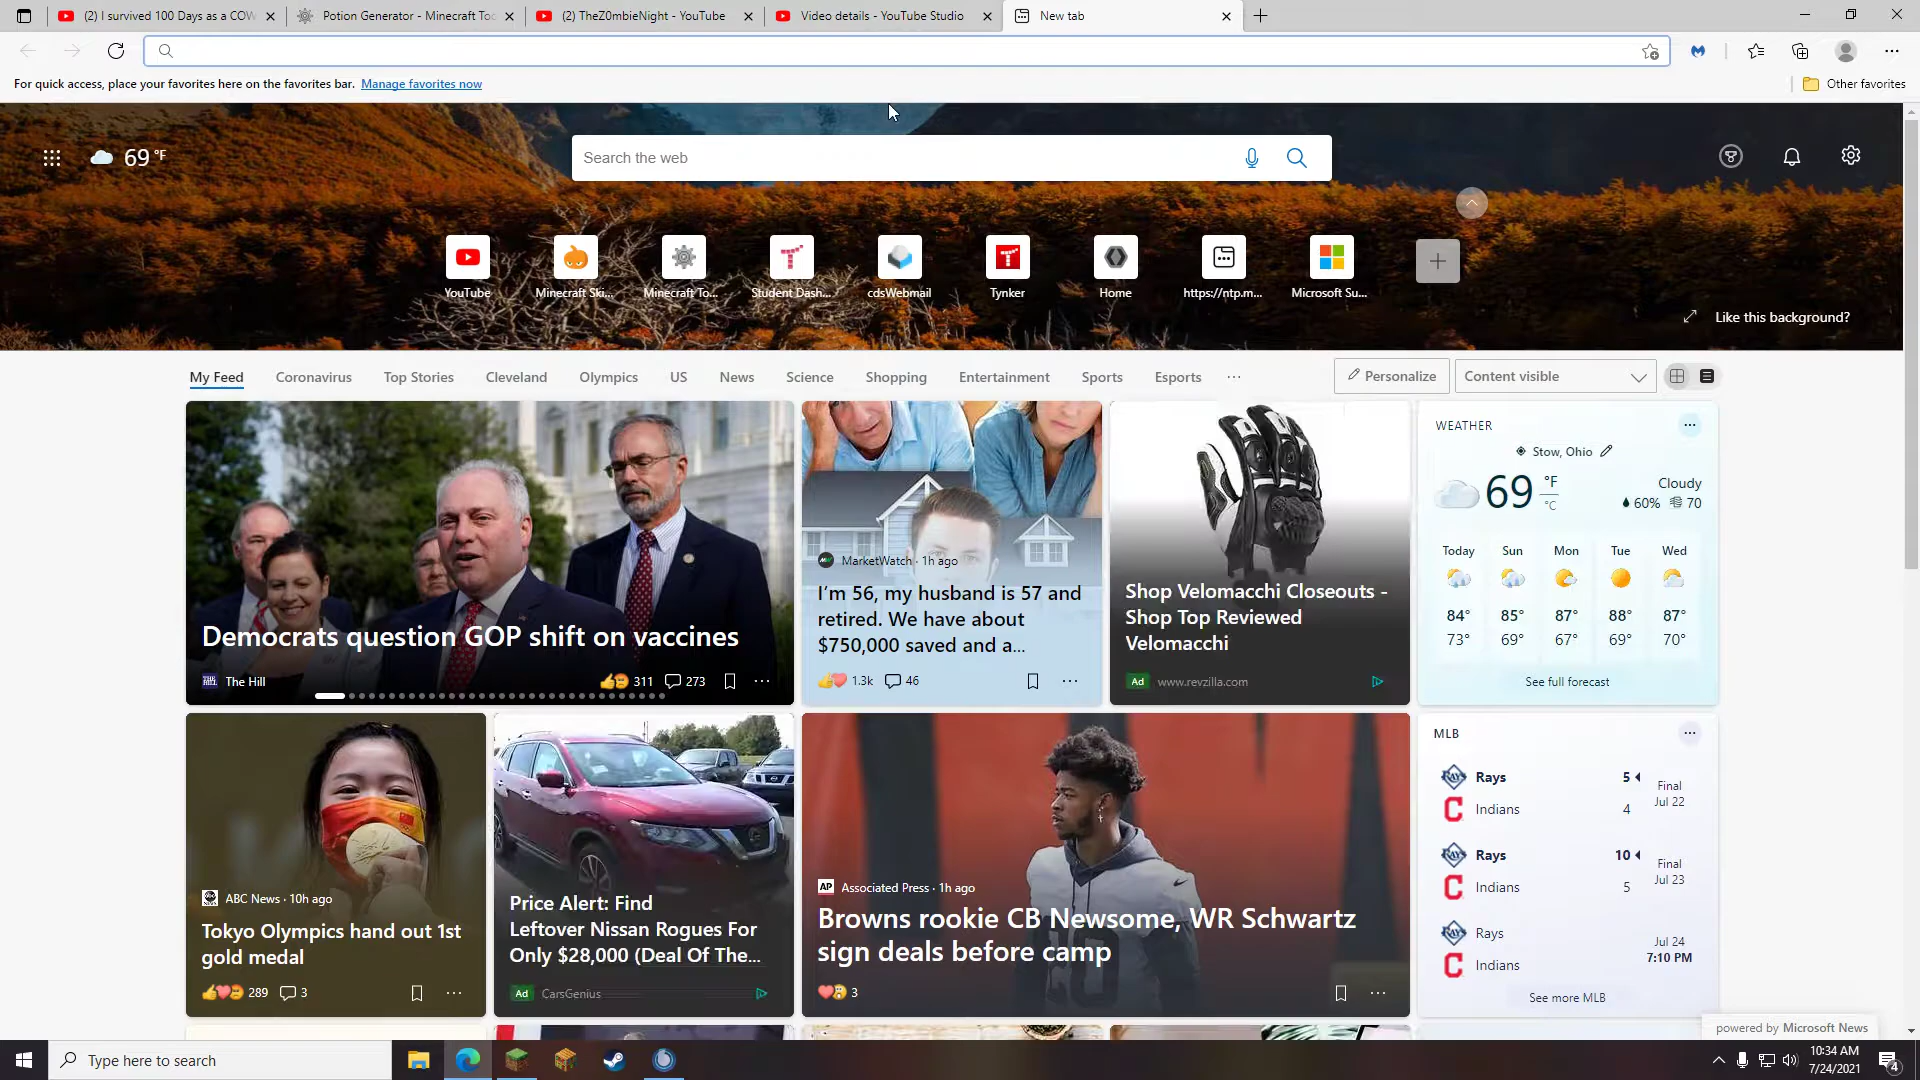 (2) I survived 100 Days as a COW
Potion Generator - Minecraft Too
(2) TheZ0mbieNight - YouTube
Video details - YouTube Studio
New tab
For quick access, place your favorites here on the favorites bar. Manage favorites now
Other favorites
69 °F
Search the web
YouTube
Minecraft Ski...
Minecraft To...
Student Dash...
cdsWebmail
Tynker
Home
https://ntp.m...
Microsoft Su...
Like this background?
My Feed
Coronavirus
Top Stories
Cleveland
Olympics
US
News
Science
Shopping
Entertainment
Sports
Esports
Personalize
Content visible
Democrats question GOP shift on vaccines
The Hill
311
273
MarketWatch · 1h ago
I'm 56, my husband is 57 and
retired. We have about
$750,000 saved and a...
1.3k
46
Shop Velomacchi Closeouts -
Shop Top Reviewed
Velomacchi
Ad www.revzilla.com
WEATHER
Stow, Ohio
69 °F
°C
Cloudy
60% 70
Today Sun Mon Tue Wed
84° 85° 87° 88° 87°
73° 69° 67° 69° 70°
See full forecast
ABC News · 10h ago
Tokyo Olympics hand out 1st
gold medal
289
3
Price Alert: Find
Leftover Nissan Rogues For
Only $28,000 (Deal Of The...
Ad CarsGenius
AP Associated Press · 1h ago
Browns rookie CB Newsome, WR Schwartz
sign deals before camp
3
MLB
Rays 5
Indians 4
Final
Jul 22
Rays 10
Indians 5
Final
Jul 23
Rays
Indians
Jul 24
7:10 PM
See more MLB
powered by Microsoft News
Type here to search
10:34 AM
7/24/2021
4